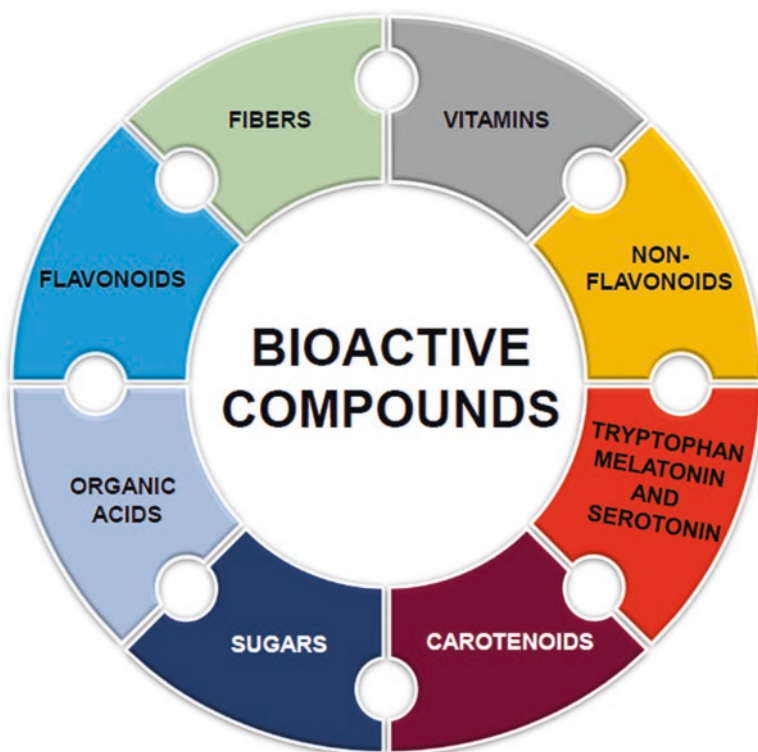 FIBERS
VITAMINS
NON-
FLAVONOIDS
TRYPTOPHAN
MELATONIN
AND
SEROTONIN
CAROTENOIDS
SUGARS
ORGANIC
ACIDS
FLAVONOIDS
BIOACTIVE
COMPOUNDS